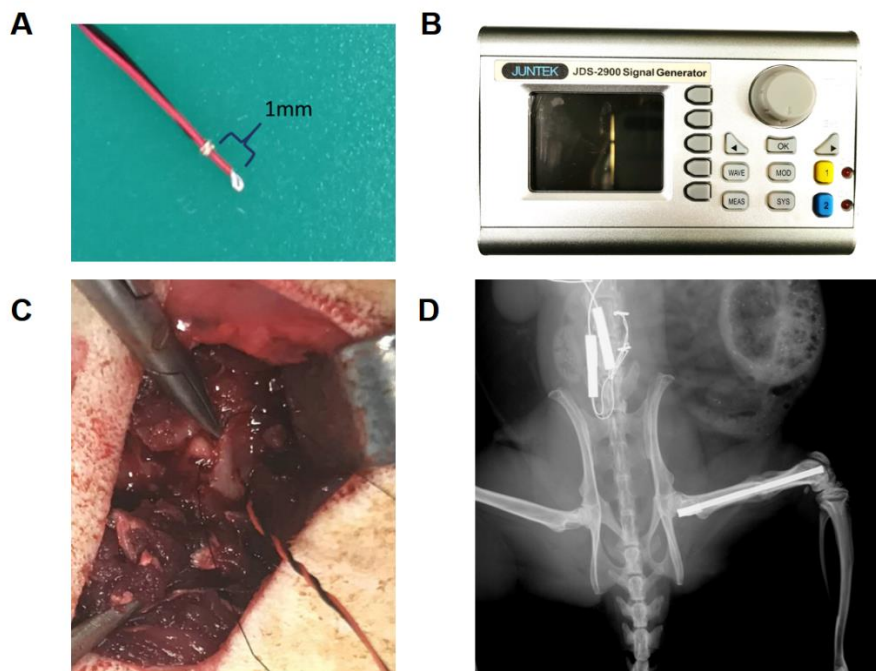 A
1mm
B
JUNTEK JDS-2900 Signal Generator
OK
WAVE MOD 1
MEAS SYS 2
C
D